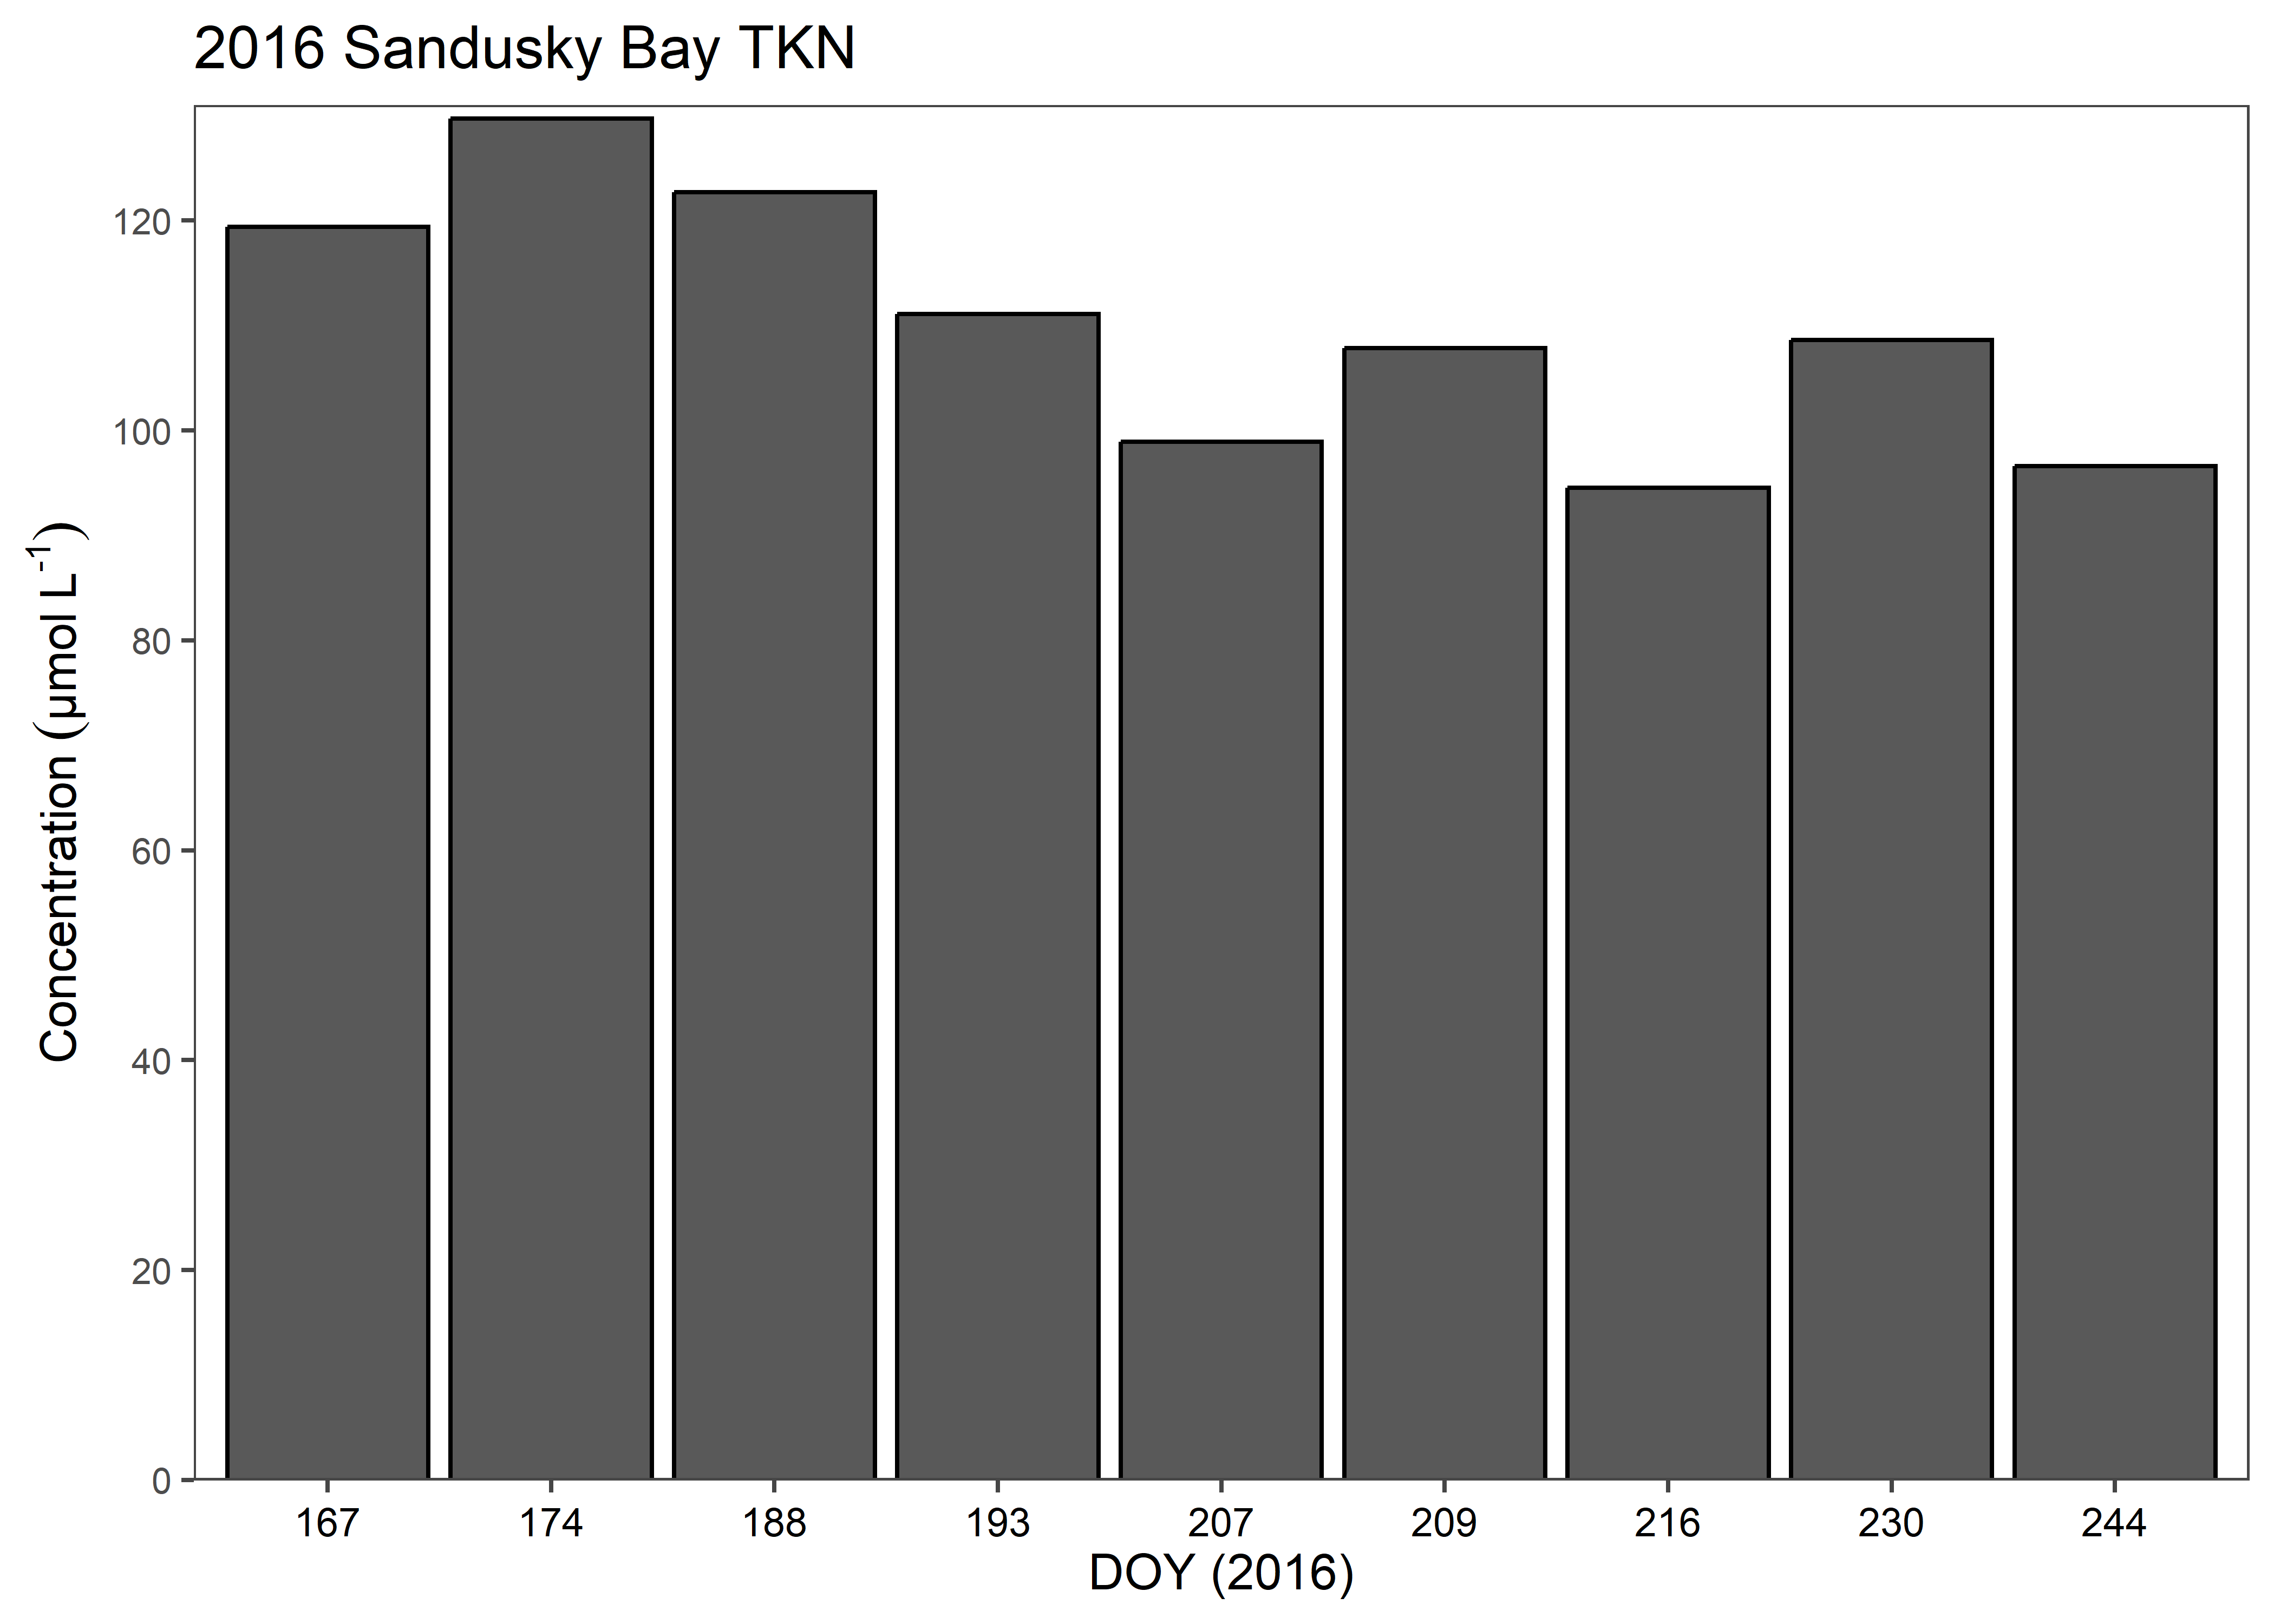 2016 Sandusky Bay TKN
Concentration (µmol L⁻¹)
120
100
80
60
40
20
0
167 174 188 193 207 209 216 230 244
DOY (2016)